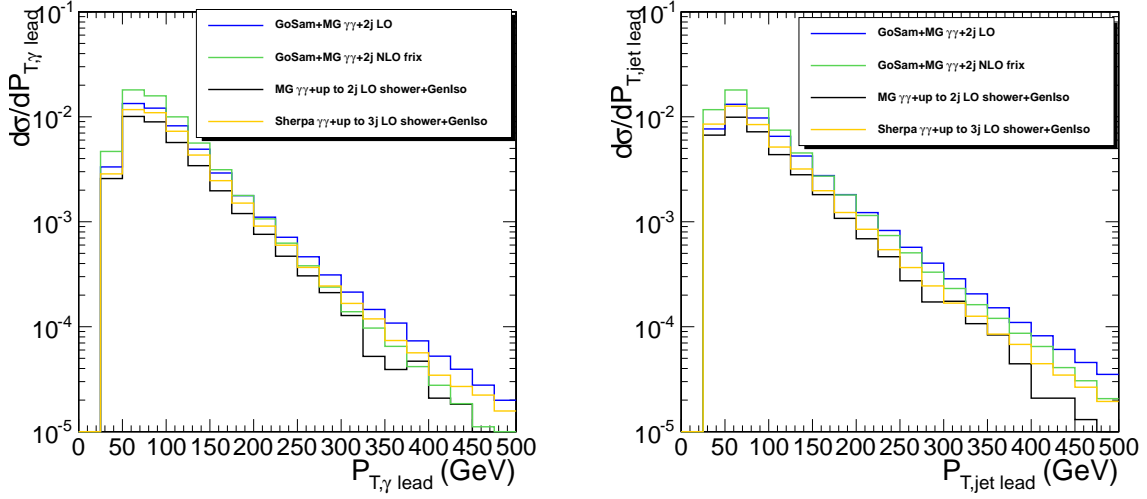 dσ/dP_{T,γ lead}
10^{-1}
10^{-2}
10^{-3}
10^{-4}
10^{-5}
GoSam+MG γγ+2j LO
GoSam+MG γγ+2j NLO frix
MG γγ+up to 2j LO shower+GenIso
Sherpa γγ+up to 3j LO shower+GenIso
0 50 100 150 200 250 300 350 400 450 500
P_{T,γ lead} (GeV)
dσ/dP_{T,jet lead}
10^{-1}
10^{-2}
10^{-3}
10^{-4}
10^{-5}
GoSam+MG γγ+2j LO
GoSam+MG γγ+2j NLO frix
MG γγ+up to 2j LO shower+GenIso
Sherpa γγ+up to 3j LO shower+GenIso
0 50 100 150 200 250 300 350 400 450 500
P_{T,jet lead} (GeV)